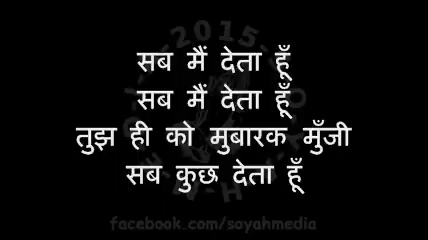 सब मैं देता हूँ
सब मैं देता हूँ
तुझ ही को मुबारक मुँजी
सब कुछ देता हूँ
facebook.com/soyahmedia
2015